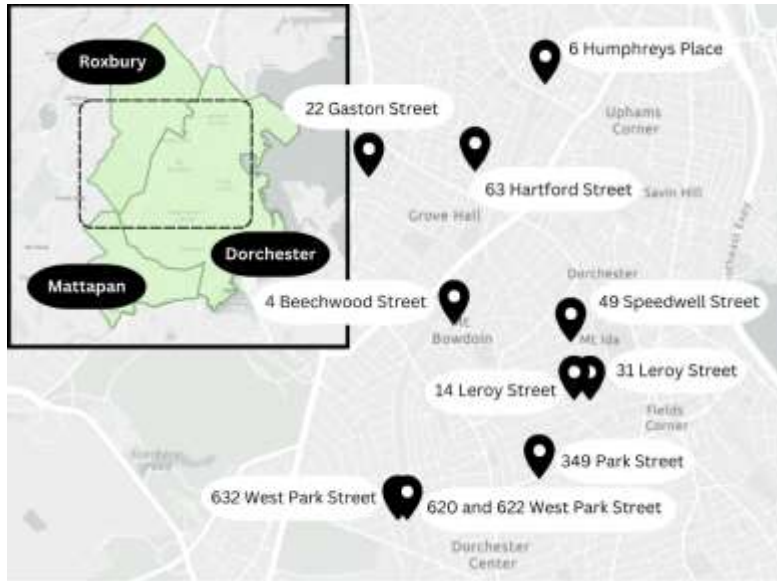 Roxbury
Dorchester
Mattapan
6 Humphreys Place
22 Gaston Street
Uphams
Corner
63 Hartford Street
Savin Hill
Grove Hall
Dorchester
4 Beechwood Street
49 Speedwell Street
Bowdoin
Mt Ida
31 Leroy Street
14 Leroy Street
Fields
Corner
349 Park Street
632 West Park Street
620 and 622 West Park Street
Dorchester
Center